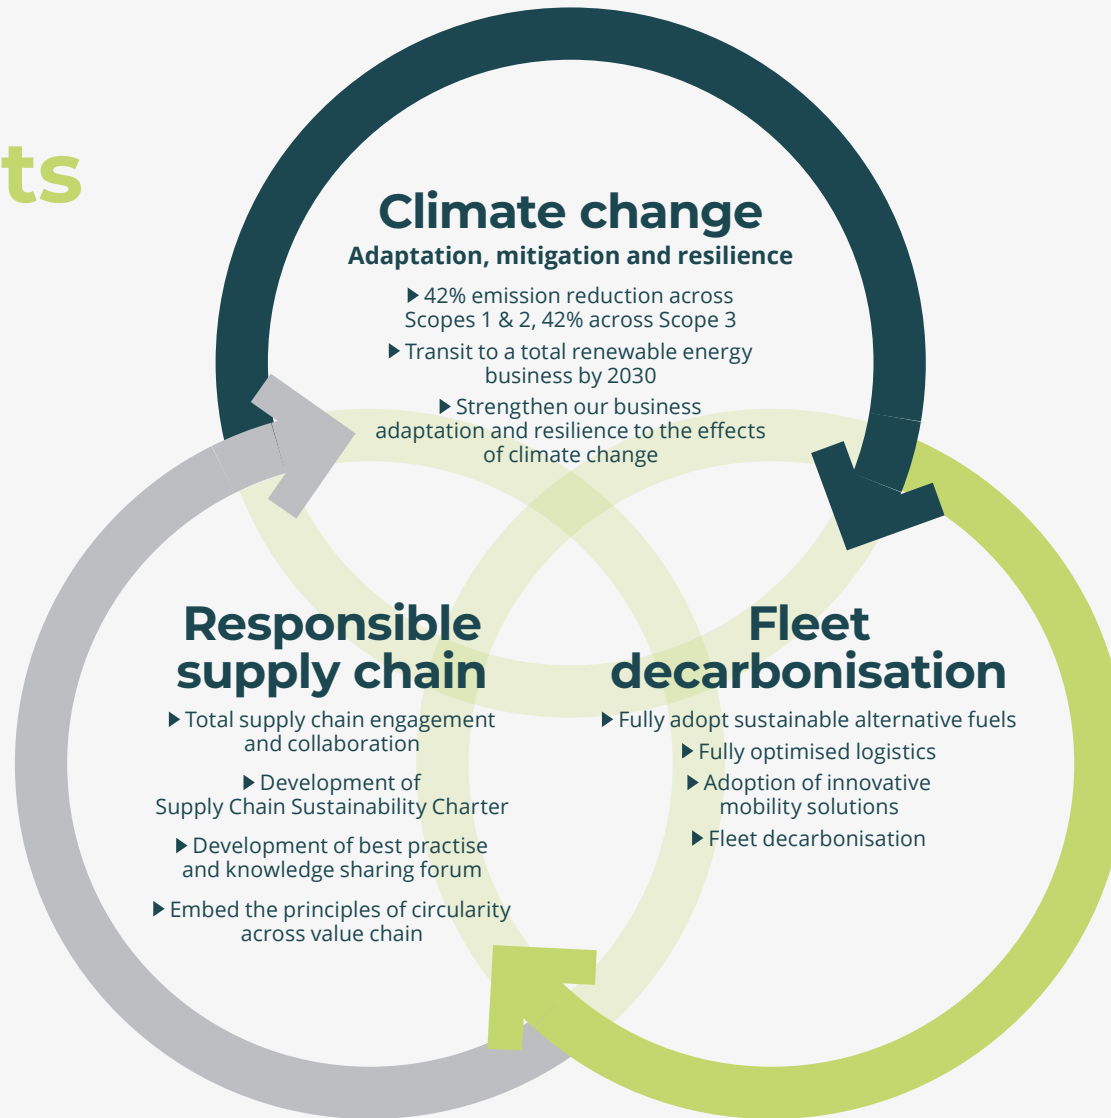 ts
Climate change
Adaptation, mitigation and resilience
▶ 42% emission reduction across
Scopes 1 & 2, 42% across Scope 3
▶ Transit to a total renewable energy
business by 2030
▶ Strengthen our business
adaptation and resilience to the effects
of climate change
Responsible
supply chain
▶ Total supply chain engagement
and collaboration
▶ Development of
Supply Chain Sustainability Charter
▶ Development of best practise
and knowledge sharing forum
▶ Embed the principles of circularity
across value chain
Fleet
decarbonisation
▶ Fully adopt sustainable alternative fuels
▶ Fully optimised logistics
▶ Adoption of innovative
mobility solutions
▶ Fleet decarbonisation